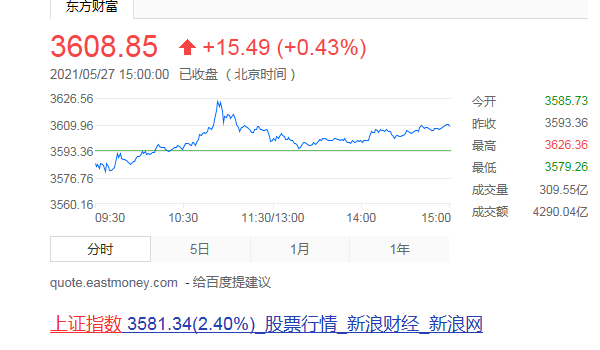 东方财富
3608.85 +15.49 (+0.43%)
2021/05/27 15:00:00 已收盘 ( 北京时间 )
3626.56
3609.96
3593.36
3576.76
3560.16
09:30 10:30 11:30/13:00 14:00 15:00
今开 3585.73
昨收 3593.36
最高 3626.36
最低 3579.26
成交量 309.55亿
成交额 4290.04亿
分时 5日 1月 1年
quote.eastmoney.com - 给百度提建议
上证指数 3581.34(2.40%)_股票行情_新浪财经_新浪网